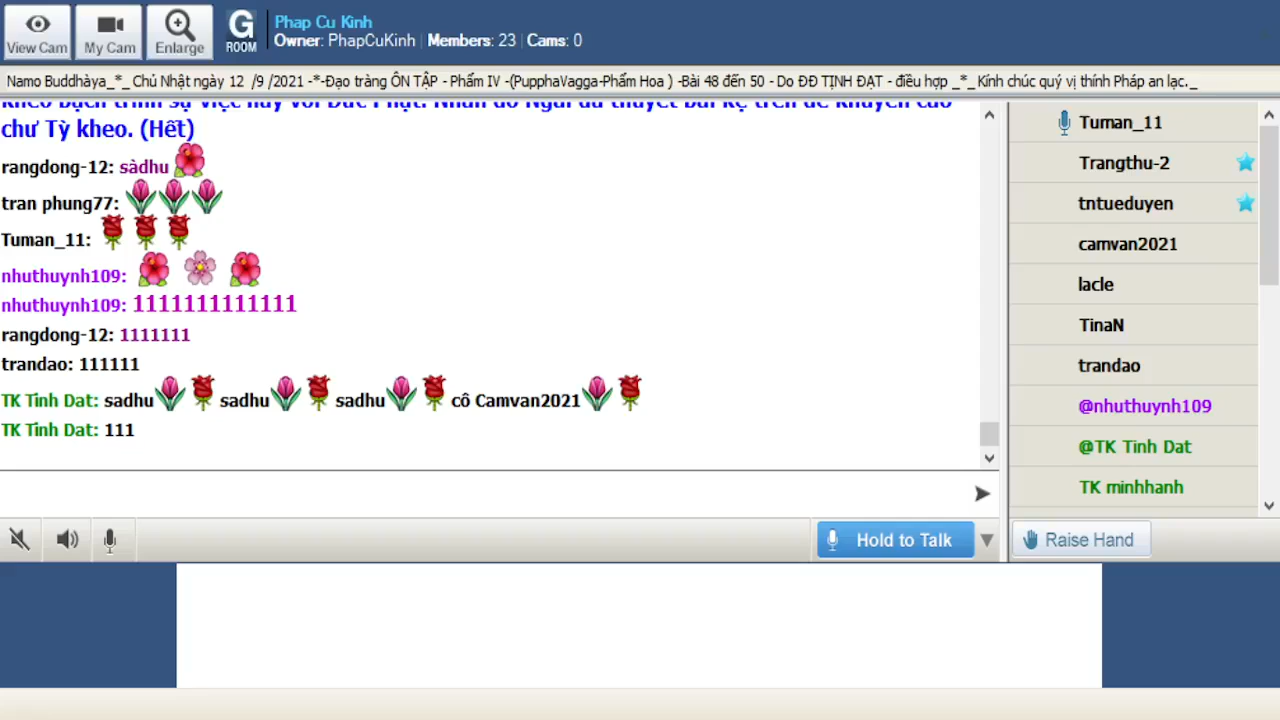 View Cam
My Cam
Enlarge
G
ROOM
Phap Cu Kinh
Owner: PhapCuKinh | Members: 23 | Cams: 0
Namo Buddhàya_*_ Chủ Nhật ngày 12 /9 /2021 -*-Đạo tràng ÔN TẬP - Phẩm IV -(PupphaVagga-Phẩm Hoa ) -Bài 48 đến 50 - Do ĐĐ TỊNH ĐẠT - điều hợp _*_ Kính chúc quý vị thính Pháp an lạc._
chư Tỳ kheo. (Hết)
rangdong-12: sàdhu
tran phung77:
Tuman_11:
nhuthuynh109:
nhuthuynh109: 1111111111111
rangdong-12: 1111111
trandao: 111111
TK Tinh Dat: sadhu sadhu sadhu cô Camvan2021
TK Tinh Dat: 111
Tuman_11
Trangthu-2
tntueduyen
camvan2021
lacle
TinaN
trandao
@nhuthuynh109
@TK Tinh Dat
TK minhhanh
Hold to Talk
Raise Hand